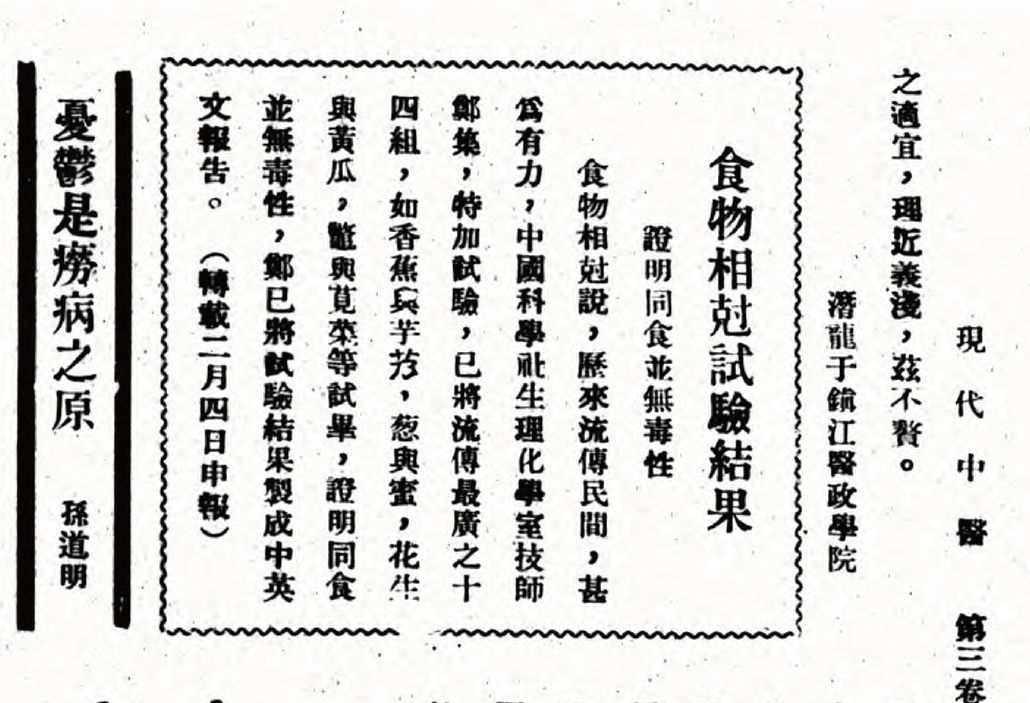 現代中醫　第三卷
之適宜，理近義淺，茲不贅。
潛龍于鎮江醫政學院
食物相尅試驗結果
證明同食並無毒性
食物相尅說，歷來流傳民間，甚
爲有力，中國科學社生理化學室技師
鄭集，特加試驗，已將流傳最廣之十
四組，如香蕉與芋艿，葱與蜜，花生
與黃瓜，鼈與莧菜等試畢，證明同食
並無毒性，鄭已將試驗結果製成中英
文報告。（轉載二月四日申報）
憂鬱是癆病之原　孫道明